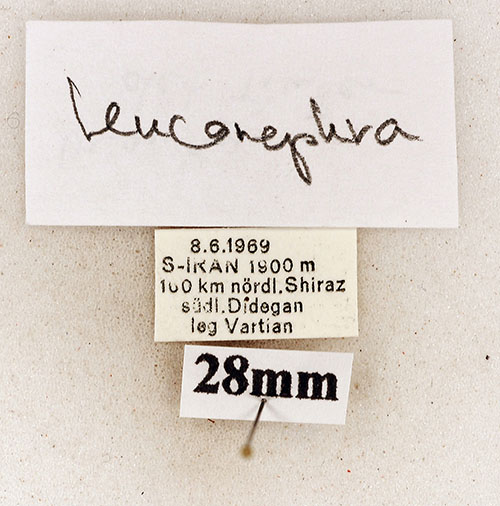 leuconephra
8.6.1969
S-IRAN 1900 m
100 km nördl.Shiraz
südl.Didegan
leg Vartian
28mm